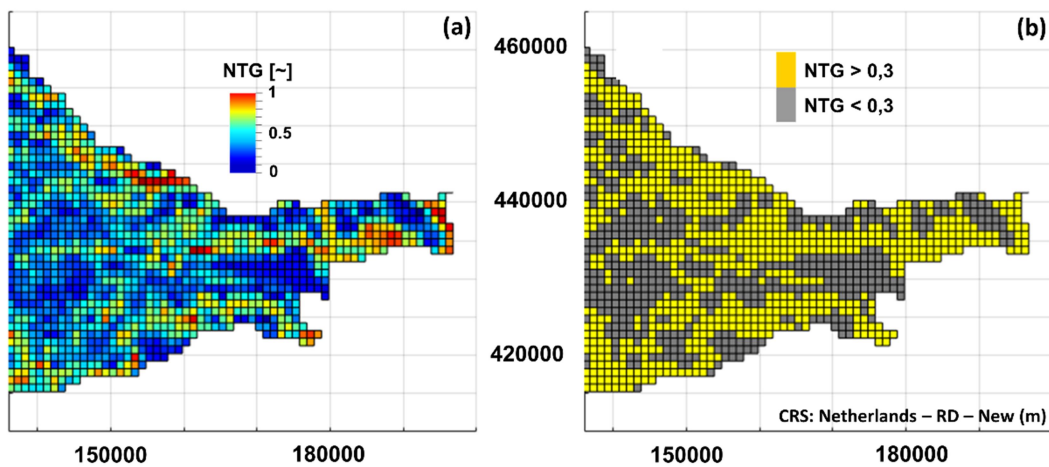 (a)
NTG [~]
1
0.5
0
460000
440000
420000
(b)
NTG > 0,3
NTG < 0,3
CRS: Netherlands – RD – New (m)
150000
180000
150000
180000